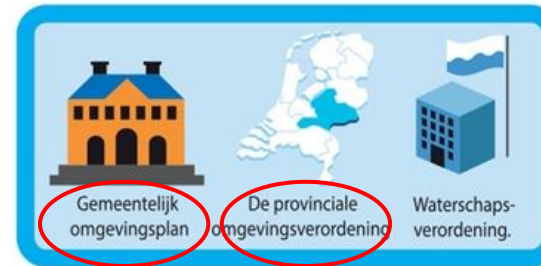 Gemeentelijk
omgevingsplan
De provinciale
omgevingsverordening
Waterschaps-
verordening.